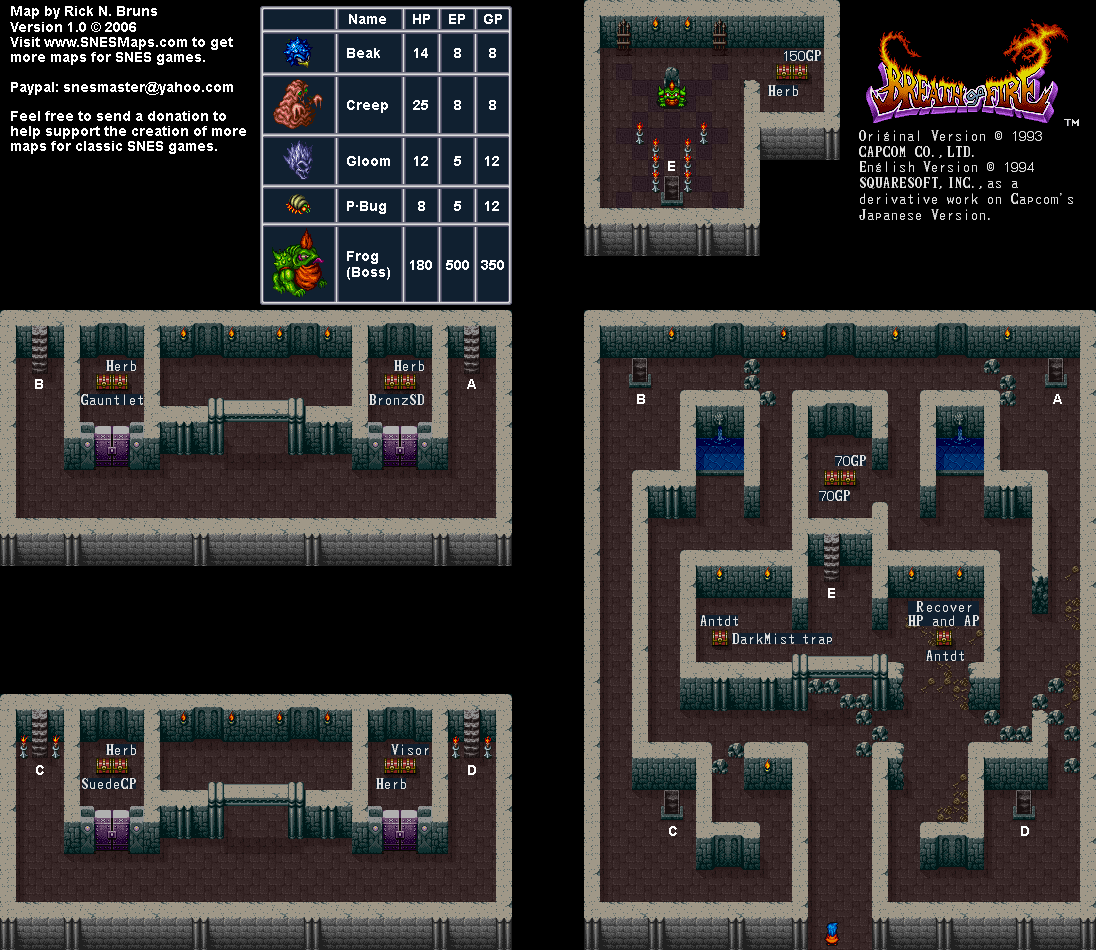 Map by Rick N. Bruns
Version 1.0 © 2006
Visit www.SNESMaps.com to get
more maps for SNES games.
Paypal: snesmaster@yahoo.com
Feel free to send a donation to
help support the creation of more
maps for classic SNES games.
Name HP EP GP
Beak 14 8 8
Creep 25 8 8
Gloom 12 5 12
P·Bug 8 5 12
Frog
(Boss) 180 500 350
150GP
Herb
E
BREATH OF FIRE
TM
Original Version © 1993
CAPCOM CO.,LTD.
English Version © 1994
SQUARESOFT, INC., as a
derivative work on Capcom's
Japanese Version.
Herb
Herb
B
A
Gauntlet
BronzSD
B
A
70GP
70GP
E
Antdt
DarkMist trap
Recover
HP and AP
Antdt
Herb
Visor
C
D
SuedeCP
Herb
C
D